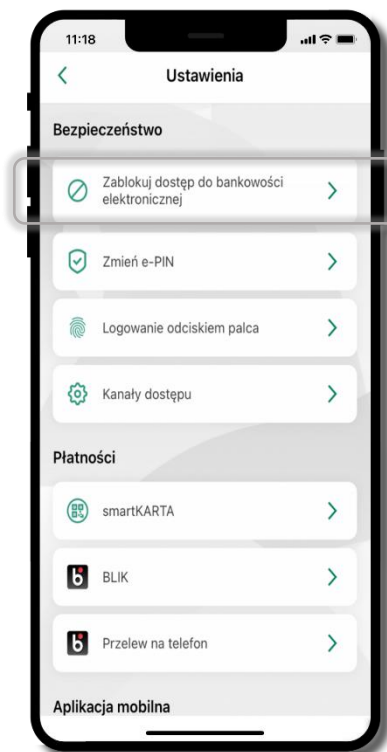 11:18
Ustawienia
Bezpieczeństwo
Zablokuj dostęp do bankowości
elektronicznej
Zmień e-PIN
Logowanie odciskiem palca
Kanały dostępu
Płatności
smartKARTA
BLIK
Przelew na telefon
Aplikacja mobilna